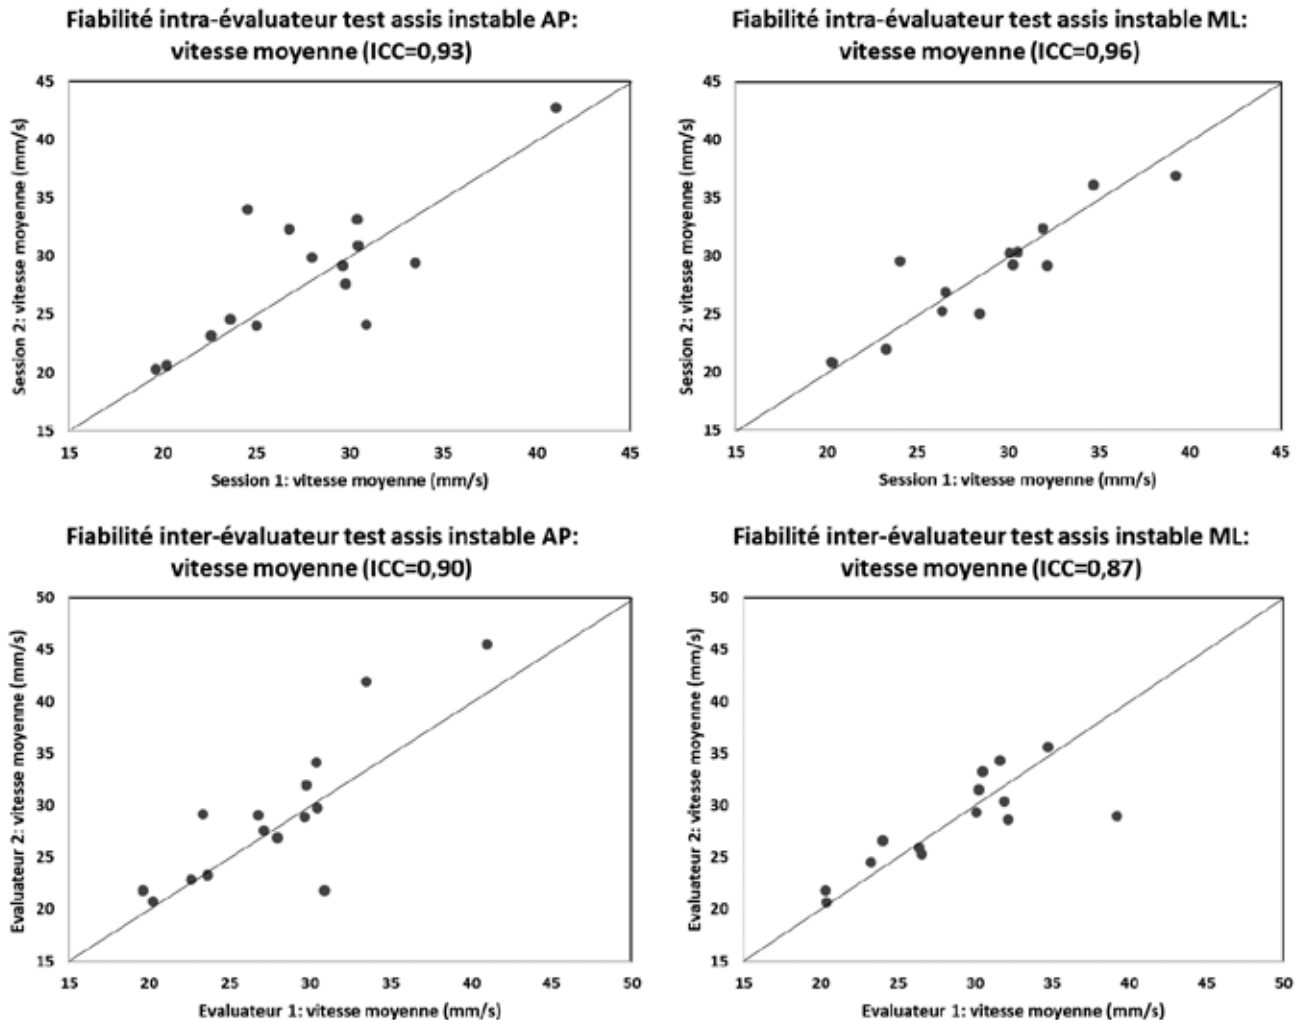 Fiabilité intra-évaluateur test assis instable AP:
vitesse moyenne (ICC=0,93)
45
40
35
30
25
20
15
Session 2: vitesse moyenne (mm/s)
15 20 25 30 35 40 45
Session 1: vitesse moyenne (mm/s)
Fiabilité intra-évaluateur test assis instable ML:
vitesse moyenne (ICC=0,96)
45
40
35
30
25
20
15
Session 2: vitesse moyenne (mm/s)
15 20 25 30 35 40 45
Session 1: vitesse moyenne (mm/s)
Fiabilité inter-évaluateur test assis instable AP:
vitesse moyenne (ICC=0,90)
50
45
40
35
30
25
20
15
Evaluateur 2: vitesse moyenne (mm/s)
15 20 25 30 35 40 45 50
Evaluateur 1: vitesse moyenne (mm/s)
Fiabilité inter-évaluateur test assis instable ML:
vitesse moyenne (ICC=0,87)
50
45
40
35
30
25
20
15
Evaluateur 2: vitesse moyenne (mm/s)
15 20 25 30 35 40 45 50
Evaluateur 1: vitesse moyenne (mm/s)